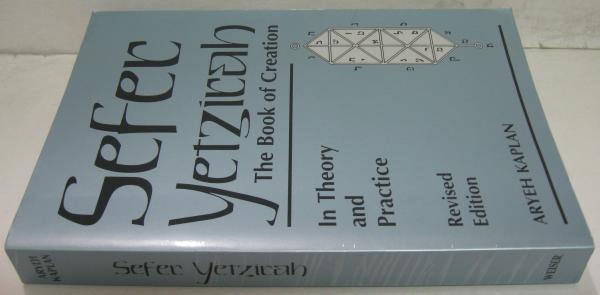 Sefer
Yetzirah
The Book of Creation
In Theory
and
Practice
Revised
Edition
ARYEH KAPLAN
ARYEH
KAPLAN
Sefer Yetzirah
WEISER